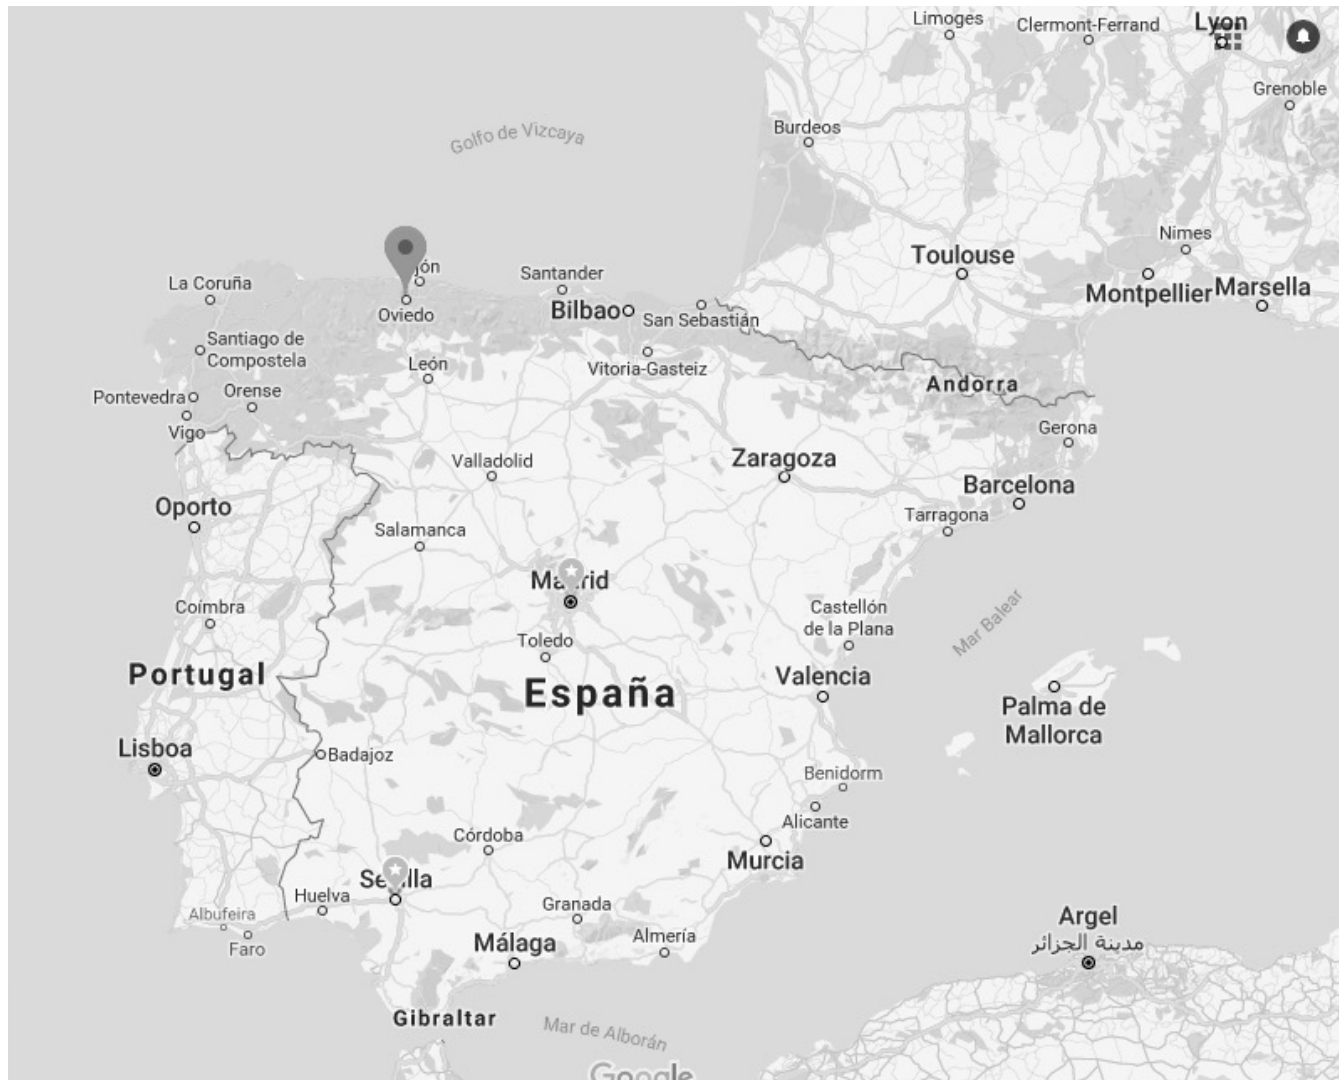 Limoges
Clermont-Ferrand
Lyon
Grenoble
Burdeos
Golfo de Vizcaya
Nimes
Toulouse
Montpellier
Marsella
La Coruña
Oviedo
Santander
Bilbao
San Sebastián
Santiago de
Compostela
León
Vitoria-Gasteiz
Andorra
Pontevedra
Orense
Vigo
Gerona
Valladolid
Zaragoza
Barcelona
Oporto
Tarragona
Salamanca
Madrid
Coímbra
Castellón
de la Plana
Mar Balear
Toledo
Portugal
España
Valencia
Palma de
Mallorca
Lisboa
Badajoz
Benidorm
Alicante
Córdoba
Murcia
Sevilla
Huelva
Granada
Albufeira
Faro
Málaga
Almería
Argel
مدينة الجزائر
Gibraltar
Mar de Alborán
Google